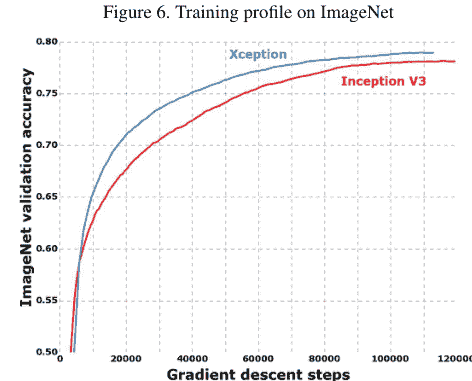 Figure 6. Training profile on ImageNet
0.80
Xception
Inception V3
0.75
0.70
0.65
0.60
0.55
0.50
ImageNet validation accuracy
0 20000 40000 60000 80000 100000 120000
Gradient descent steps